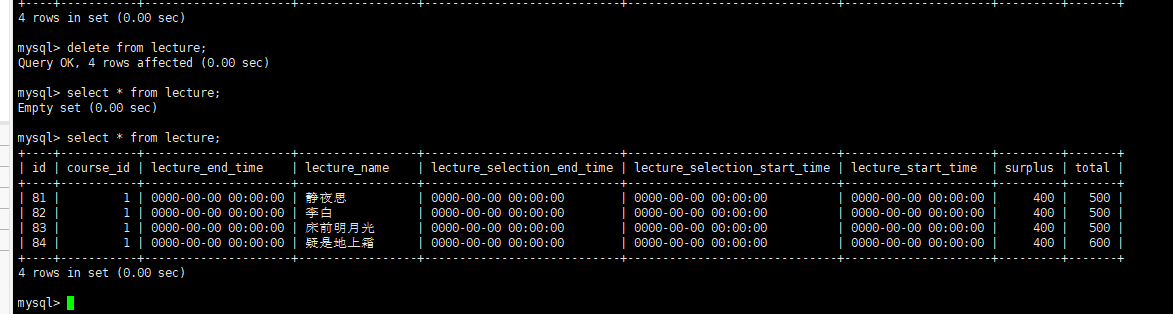 4 rows in set (0.00 sec)
mysql> delete from lecture;
Query OK, 4 rows affected (0.00 sec)
mysql> select * from lecture;
Empty set (0.00 sec)
mysql> select * from lecture;
| id | course_id | lecture_end_time | lecture_name | lecture_selection_end_time | lecture_selection_start_time | lecture_start_time | surplus | total |
| 81 | 1 | 0000-00-00 00:00:00 | 静夜思 | 0000-00-00 00:00:00 | 0000-00-00 00:00:00 | 0000-00-00 00:00:00 | 400 | 500 |
| 82 | 1 | 0000-00-00 00:00:00 | 李白 | 0000-00-00 00:00:00 | 0000-00-00 00:00:00 | 0000-00-00 00:00:00 | 400 | 500 |
| 83 | 1 | 0000-00-00 00:00:00 | 床前明月光 | 0000-00-00 00:00:00 | 0000-00-00 00:00:00 | 0000-00-00 00:00:00 | 400 | 500 |
| 84 | 1 | 0000-00-00 00:00:00 | 疑是地上霜 | 0000-00-00 00:00:00 | 0000-00-00 00:00:00 | 0000-00-00 00:00:00 | 400 | 600 |
4 rows in set (0.00 sec)
mysql>